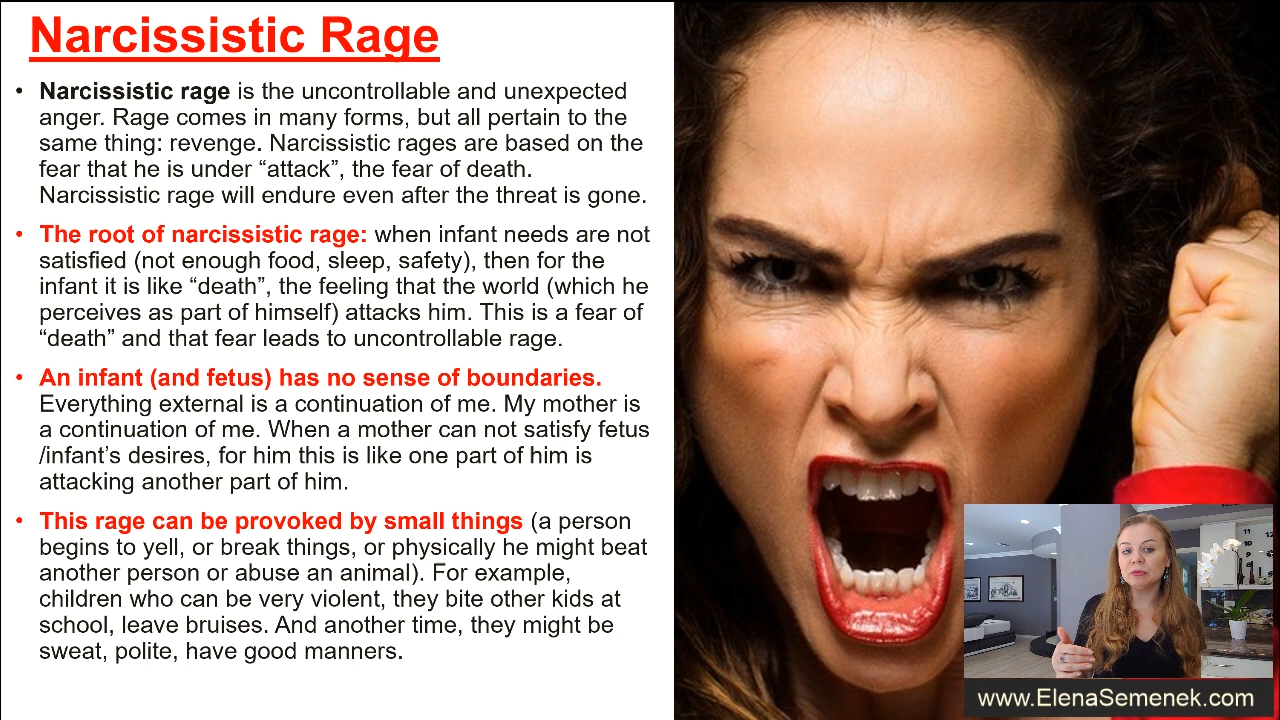 Narcissistic Rage
• Narcissistic rage is the uncontrollable and unexpected
anger. Rage comes in many forms, but all pertain to the
same thing: revenge. Narcissistic rages are based on the
fear that he is under “attack”, the fear of death.
Narcissistic rage will endure even after the threat is gone.
• The root of narcissistic rage: when infant needs are not
satisfied (not enough food, sleep, safety), then for the
infant it is like “death”, the feeling that the world (which he
perceives as part of himself) attacks him. This is a fear of
“death” and that fear leads to uncontrollable rage.
• An infant (and fetus) has no sense of boundaries.
Everything external is a continuation of me. My mother is
a continuation of me. When a mother can not satisfy fetus
/infant’s desires, for him this is like one part of him is
attacking another part of him.
• This rage can be provoked by small things (a person
begins to yell, or break things, or physically he might beat
another person or abuse an animal). For example,
children who can be very violent, they bite other kids at
school, leave bruises. And another time, they might be
sweat, polite, have good manners.
www.ElenaSemenek.com